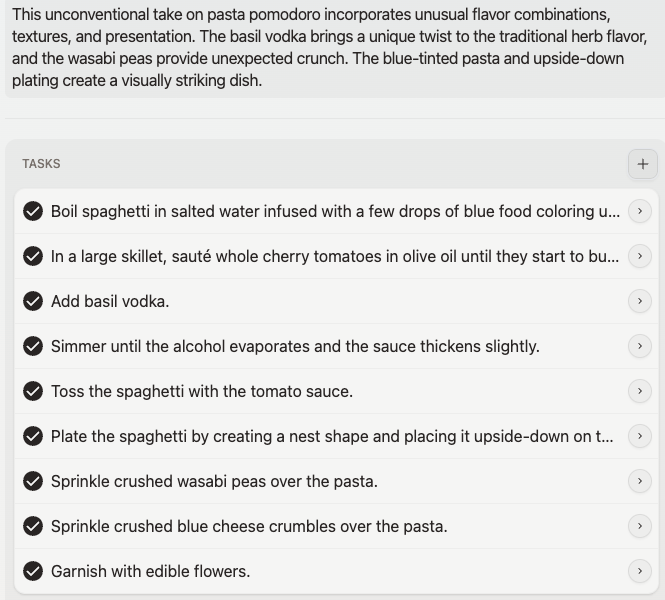 This unconventional take on pasta pomodoro incorporates unusual flavor combinations,
textures, and presentation. The basil vodka brings a unique twist to the traditional herb flavor,
and the wasabi peas provide unexpected crunch. The blue-tinted pasta and upside-down
plating create a visually striking dish.
TASKS
Boil spaghetti in salted water infused with a few drops of blue food coloring u...
In a large skillet, sauté whole cherry tomatoes in olive oil until they start to bu...
Add basil vodka.
Simmer until the alcohol evaporates and the sauce thickens slightly.
Toss the spaghetti with the tomato sauce.
Plate the spaghetti by creating a nest shape and placing it upside-down on t...
Sprinkle crushed wasabi peas over the pasta.
Sprinkle crushed blue cheese crumbles over the pasta.
Garnish with edible flowers.